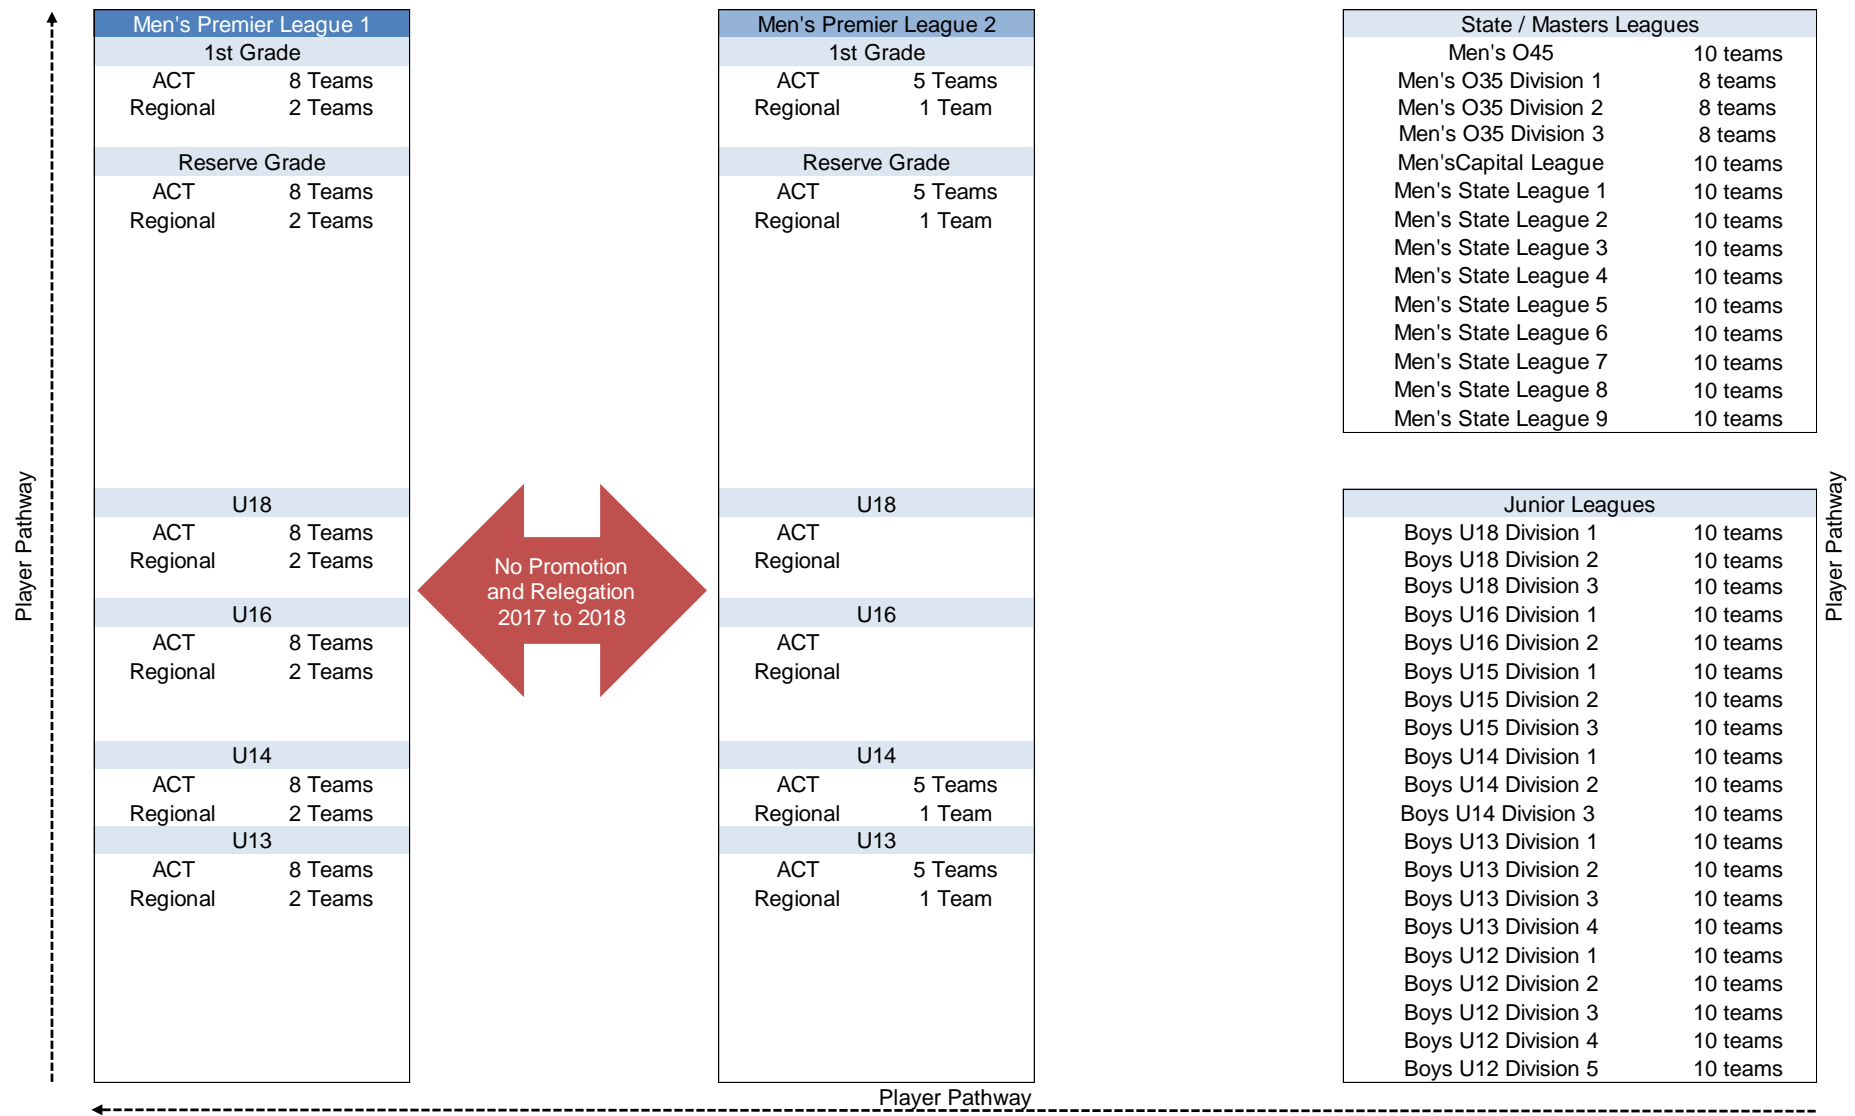 Men's Premier League 1
1st Grade
ACT 8 Teams
Regional 2 Teams
Reserve Grade
ACT 8 Teams
Regional 2 Teams
U18
ACT 8 Teams
Regional 2 Teams
U16
ACT 8 Teams
Regional 2 Teams
U14
ACT 8 Teams
Regional 2 Teams
U13
ACT 8 Teams
Regional 2 Teams
Player Pathway
No Promotion
and Relegation
2017 to 2018
Men's Premier League 2
1st Grade
ACT 5 Teams
Regional 1 Team
Reserve Grade
ACT 5 Teams
Regional 1 Team
U18
ACT
Regional
U16
ACT
Regional
U14
ACT 5 Teams
Regional 1 Team
U13
ACT 5 Teams
Regional 1 Team
State / Masters Leagues
Men's O45 10 teams
Men's O35 Division 1 8 teams
Men's O35 Division 2 8 teams
Men's O35 Division 3 8 teams
Men'sCapital League 10 teams
Men's State League 1 10 teams
Men's State League 2 10 teams
Men's State League 3 10 teams
Men's State League 4 10 teams
Men's State League 5 10 teams
Men's State League 6 10 teams
Men's State League 7 10 teams
Men's State League 8 10 teams
Men's State League 9 10 teams
Junior Leagues
Boys U18 Division 1 10 teams
Boys U18 Division 2 10 teams
Boys U18 Division 3 10 teams
Boys U16 Division 1 10 teams
Boys U16 Division 2 10 teams
Boys U15 Division 1 10 teams
Boys U15 Division 2 10 teams
Boys U15 Division 3 10 teams
Boys U14 Division 1 10 teams
Boys U14 Division 2 10 teams
Boys U14 Division 3 10 teams
Boys U13 Division 1 10 teams
Boys U13 Division 2 10 teams
Boys U13 Division 3 10 teams
Boys U13 Division 4 10 teams
Boys U12 Division 1 10 teams
Boys U12 Division 2 10 teams
Boys U12 Division 3 10 teams
Boys U12 Division 4 10 teams
Boys U12 Division 5 10 teams
Player Pathway
Player Pathway